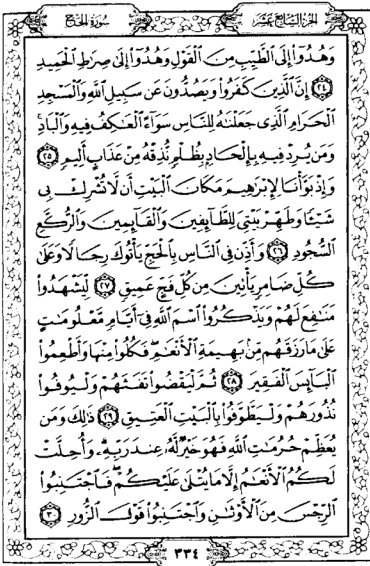 الجزء السابع عشر
سورة الحج
وَهُدُوٓاْ إِلَى ٱلطَّيِّبِ مِنَ ٱلۡقَوۡلِ وَهُدُوٓاْ إِلَىٰ صِرَٰطِ ٱلۡحَمِيدِ
٢٤ إِنَّ ٱلَّذِينَ كَفَرُواْ وَيَصُدُّونَ عَن سَبِيلِ ٱللَّهِ وَٱلۡمَسۡجِدِ
ٱلۡحَرَامِ ٱلَّذِي جَعَلۡنَٰهُ لِلنَّاسِ سَوَآءً ٱلۡعَٰكِفُ فِيهِ وَٱلۡبَادِۚ
وَمَن يُرِدۡ فِيهِ بِإِلۡحَادِۭ بِظُلۡمٖ نُّذِقۡهُ مِنۡ عَذَابٍ أَلِيمٖ ٢٥
وَإِذۡ بَوَّأۡنَا لِإِبۡرَٰهِيمَ مَكَانَ ٱلۡبَيۡتِ أَن لَّا تُشۡرِكۡ بِي
شَيۡـٔٗا وَطَهِّرۡ بَيۡتِيَ لِلطَّآئِفِينَ وَٱلۡقَآئِمِينَ وَٱلرُّكَّعِ
ٱلسُّجُودِ ٢٦ وَأَذِّن فِي ٱلنَّاسِ بِٱلۡحَجِّ يَأۡتُوكَ رِجَالٗا وَعَلَىٰ
كُلِّ ضَامِرٖ يَأۡتِينَ مِن كُلِّ فَجٍّ عَمِيقٖ ٢٧ لِّيَشۡهَدُواْ
مَنَٰفِعَ لَهُمۡ وَيَذۡكُرُواْ ٱسۡمَ ٱللَّهِ فِيٓ أَيَّامٖ مَّعۡلُومَٰتٍ
عَلَىٰ مَا رَزَقَهُم مِّنۢ بَهِيمَةِ ٱلۡأَنۡعَٰمِۖ فَكُلُواْ مِنۡهَا وَأَطۡعِمُواْ
ٱلۡبَآئِسَ ٱلۡفَقِيرَ ٢٨ ثُمَّ لۡيَقۡضُواْ تَفَثَهُمۡ وَلۡيُوفُواْ
نُذُورَهُمۡ وَلۡيَطَّوَّفُواْ بِٱلۡبَيۡتِ ٱلۡعَتِيقِ ٢٩ ذَٰلِكَۖ وَمَن
يُعَظِّمۡ حُرُمَٰتِ ٱللَّهِ فَهُوَ خَيۡرٞ لَّهُۥ عِندَ رَبِّهِۦۗ وَأُحِلَّتۡ
لَكُمُ ٱلۡأَنۡعَٰمُ إِلَّا مَا يُتۡلَىٰ عَلَيۡكُمۡۖ فَٱجۡتَنِبُواْ
ٱلرِّجۡسَ مِنَ ٱلۡأَوۡثَٰنِ وَٱجۡتَنِبُواْ قَوۡلَ ٱلزُّورِ ٣٠
٣٣٤